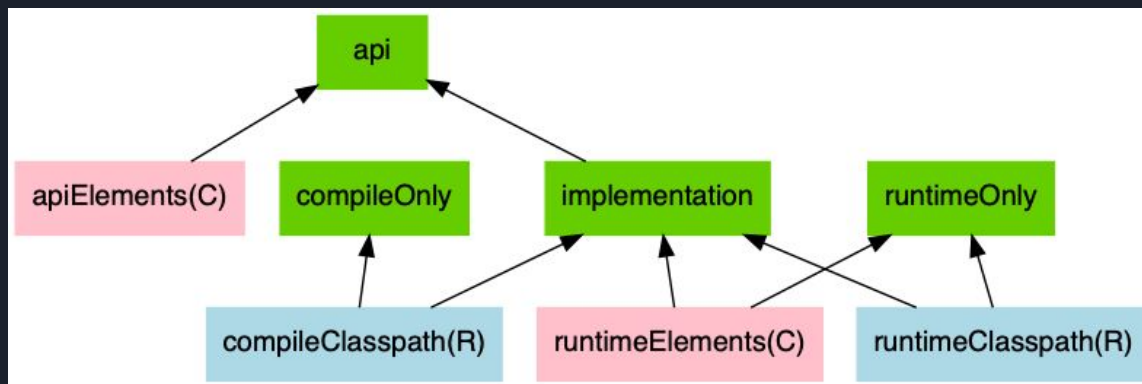 api
apiElements(C)
compileOnly
implementation
runtimeOnly
compileClasspath(R)
runtimeElements(C)
runtimeClasspath(R)